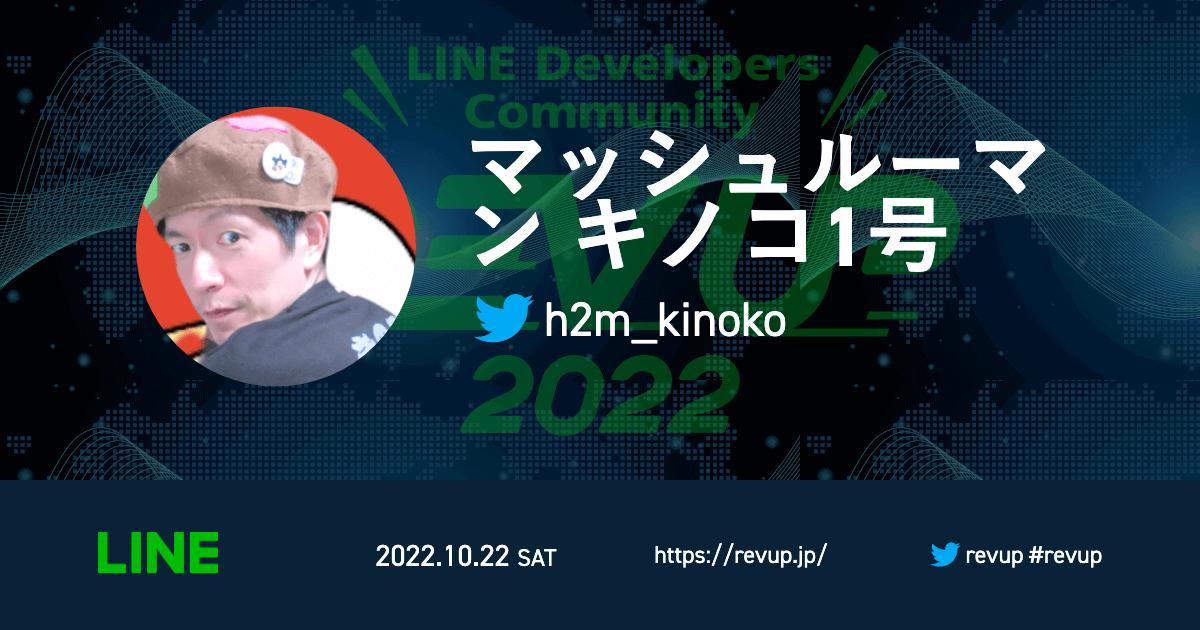 LINE Developers
Community
REVUP
2022
マッシュルーマ
ン キノコ1号
h2m_kinoko
LINE
2022.10.22 SAT
https://revup.jp/
revup #revup